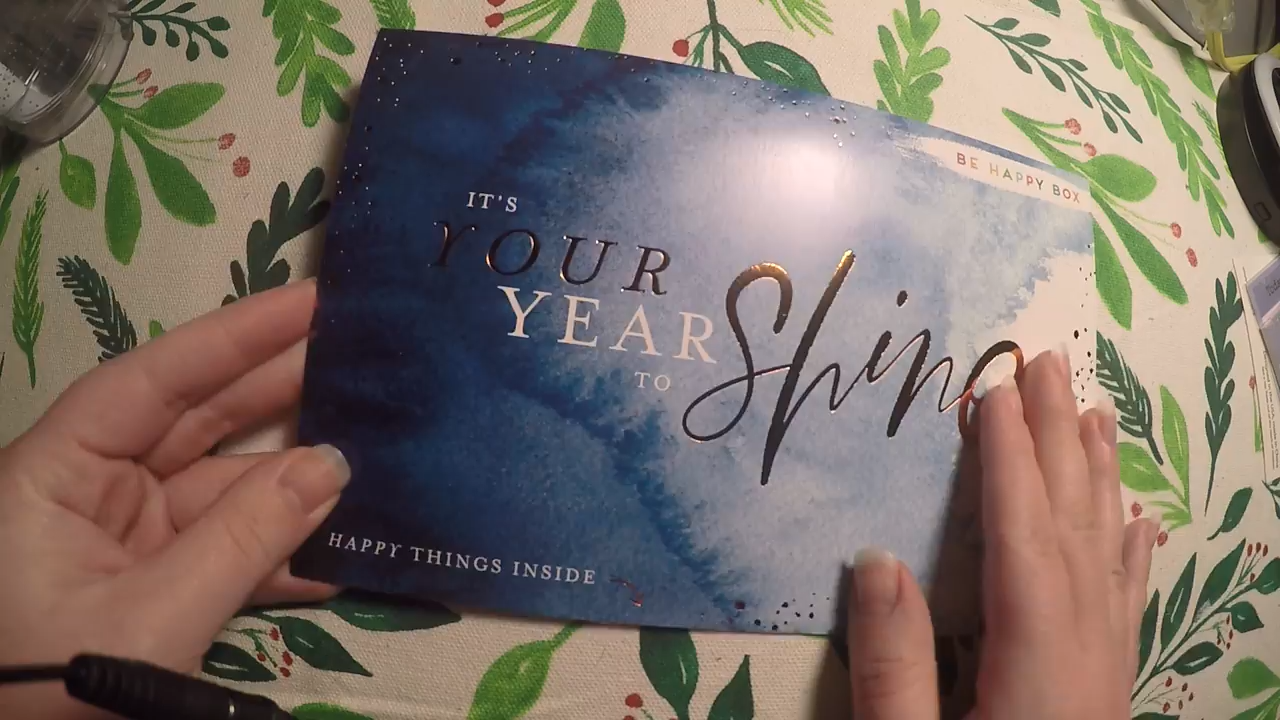 BE HAPPY BOX
IT'S
YOUR
YEAR
TO Shine
HAPPY THINGS INSIDE